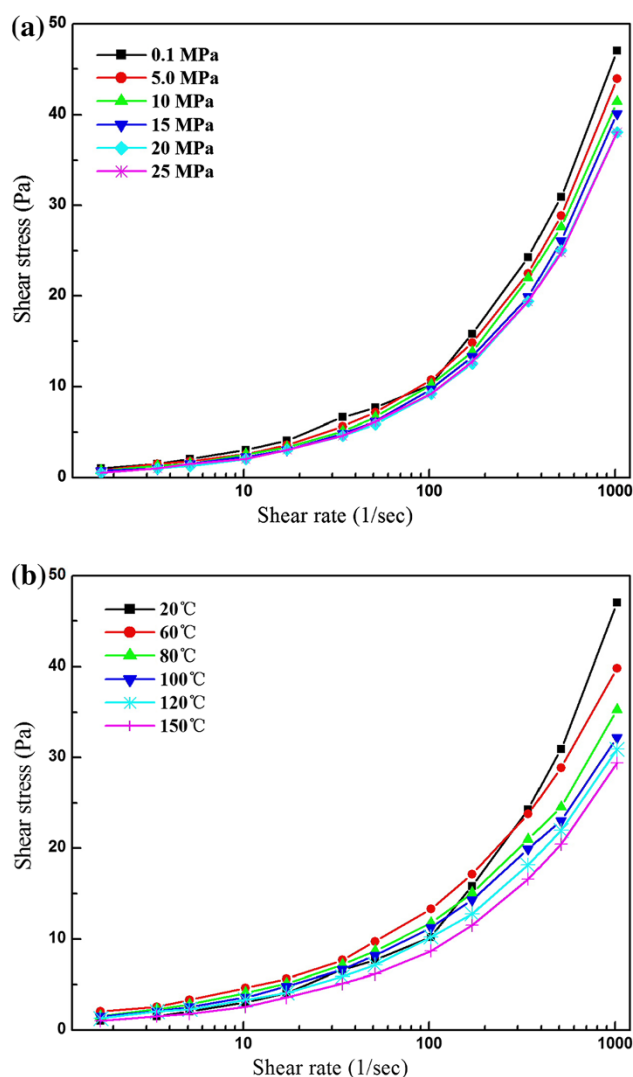 (a)
0.1 MPa
5.0 MPa
10 MPa
15 MPa
20 MPa
25 MPa
Shear stress (Pa)
50
40
30
20
10
0
10
100
1000
Shear rate (1/sec)
(b)
20℃
60℃
80℃
100℃
120℃
150℃
Shear stress (Pa)
50
40
30
20
10
0
10
100
1000
Shear rate (1/sec)